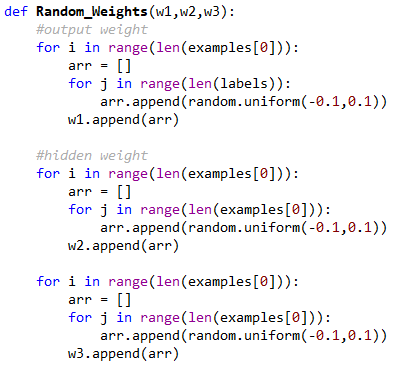 def Random_Weights(w1,w2,w3):
    #output weight
    for i in range(len(examples[0])):
        arr = []
        for j in range(len(labels)):
            arr.append(random.uniform(-0.1,0.1))
        w1.append(arr)

    #hidden weight
    for i in range(len(examples[0])):
        arr = []
        for j in range(len(examples[0])):
            arr.append(random.uniform(-0.1,0.1))
        w2.append(arr)

    for i in range(len(examples[0])):
        arr = []
        for j in range(len(examples[0])):
            arr.append(random.uniform(-0.1,0.1))
        w3.append(arr)